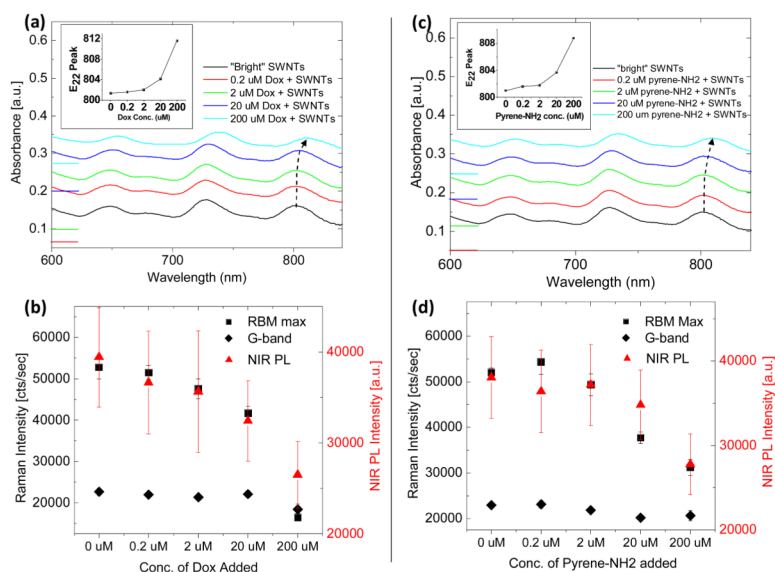 (a)
0.6
0.5
0.4
0.3
0.2
0.1
Absorbance [a.u.]
600
700
800
Wavelength (nm)
812
808
804
800
E22 Peak
0 0.2 2 20 200
Dox Conc. (uM)
"Bright" SWNTs
0.2 uM Dox + SWNTs
2 uM Dox + SWNTs
20 uM Dox + SWNTs
200 uM Dox + SWNTs
(c)
0.6
0.5
0.4
0.3
0.2
0.1
Absorbance [a.u.]
600
700
800
Wavelength (nm)
808
804
800
E22 Peak
0 0.2 2 20 200
Pyrene-NH2 conc. (uM)
"bright" SWNTs
0.2 uM pyrene-NH2 + SWNTs
2 uM pyrene-NH2 + SWNTs
20 uM pyrene-NH2 + SWNTs
200 um pyrene-NH2 + SWNTs
(b)
60000
50000
40000
30000
20000
Raman Intensity [cts/sec]
RBM max
G-band
NIR PL
40000
30000
20000
NIR PL Intensity [a.u.]
0 uM 0.2 uM 2 uM 20 uM 200 uM
Conc. of Dox Added
(d)
60000
50000
40000
30000
20000
Raman Intensity [cts/sec]
RBM Max
G-band
NIR PL
40000
30000
20000
NIR PL Intensity [a.u.]
0 uM 0.2 uM 2 uM 20 uM 200 uM
Conc. of Pyrene-NH2 added